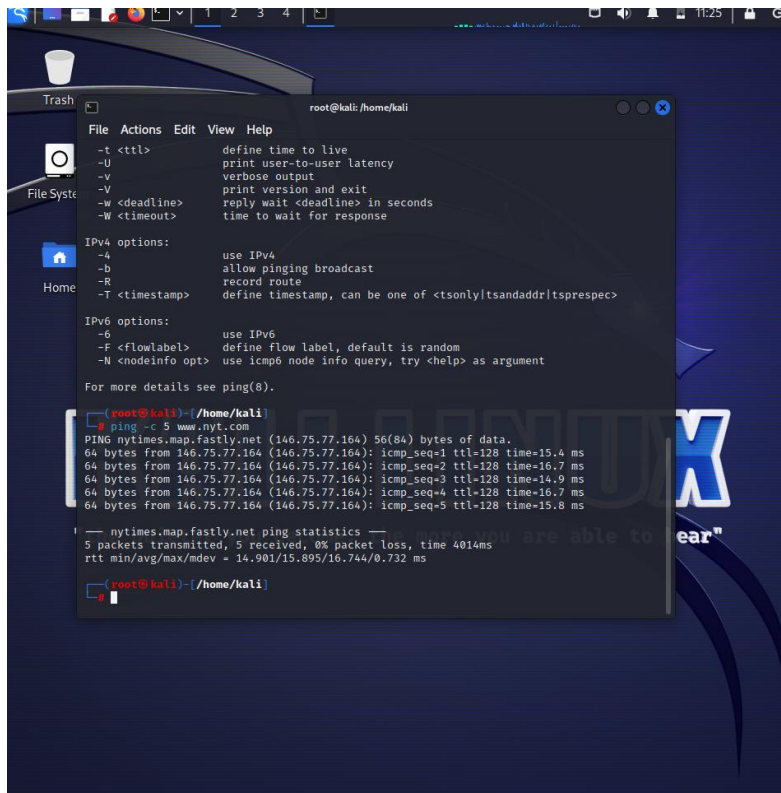 1 2 3 4
11:25
Trash
root@kali: /home/kali
File Actions Edit View Help
-t <ttl> define time to live
-U print user-to-user latency
-v verbose output
-V print version and exit
-w <deadline> reply wait <deadline> in seconds
-W <timeout> time to wait for response
File Syste
IPv4 options:
-4 use IPv4
-b allow pinging broadcast
-R record route
-T <timestamp> define timestamp, can be one of <tsonly|tsandaddr|tsprespec>
Home
IPv6 options:
-6 use IPv6
-F <flowlabel> define flow label, default is random
-N <nodeinfo opt> use icmp6 node info query, try <help> as argument
For more details see ping(8).
┌──(root㉿kali)-[/home/kali]
└─# ping -c 5 www.nyt.com
PING nytimes.map.fastly.net (146.75.77.164) 56(84) bytes of data.
64 bytes from 146.75.77.164 (146.75.77.164): icmp_seq=1 ttl=128 time=15.4 ms
64 bytes from 146.75.77.164 (146.75.77.164): icmp_seq=2 ttl=128 time=16.7 ms
64 bytes from 146.75.77.164 (146.75.77.164): icmp_seq=3 ttl=128 time=14.9 ms
64 bytes from 146.75.77.164 (146.75.77.164): icmp_seq=4 ttl=128 time=16.7 ms
64 bytes from 146.75.77.164 (146.75.77.164): icmp_seq=5 ttl=128 time=15.8 ms
--- nytimes.map.fastly.net ping statistics ---
5 packets transmitted, 5 received, 0% packet loss, time 4014ms
rtt min/avg/max/mdev = 14.901/15.895/16.744/0.732 ms
┌──(root㉿kali)-[/home/kali]
└─#
the more you are able to hear"